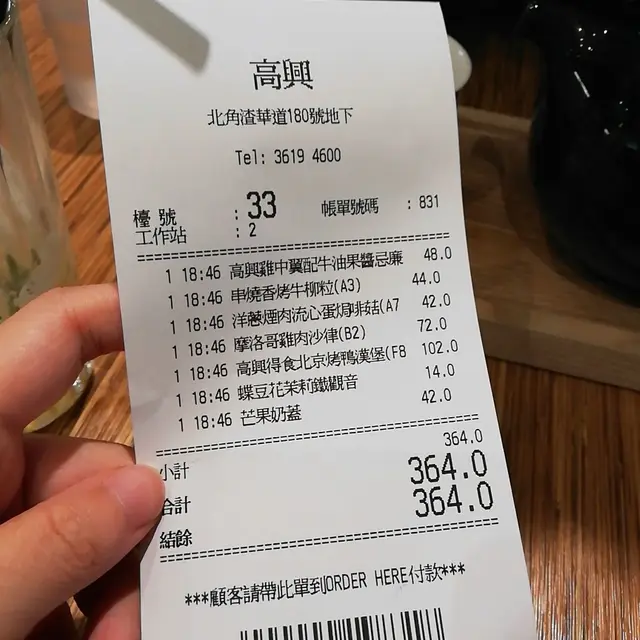 高興
北角渣華道180號地下
Tel: 3619 4600
檯號 : 33 帳單號碼 : 831
工作站 : 2
1 18:46 高興雞中翼配牛油果醬忌廉 48.0
1 18:46 串燒香烤牛柳粒(A3) 44.0
1 18:46 洋蔥煙肉流心蛋焗啡菇(A7 42.0
1 18:46 摩洛哥雞肉沙律(B2) 72.0
1 18:46 高興得食北京烤鴨漢堡(F8 102.0
1 18:46 蝶豆花茉莉鐵觀音 14.0
1 18:46 芒果奶蓋 42.0
小計 364.0
合計 364.0
結餘 364.0
***顧客請帶此單到ORDER HERE付款***